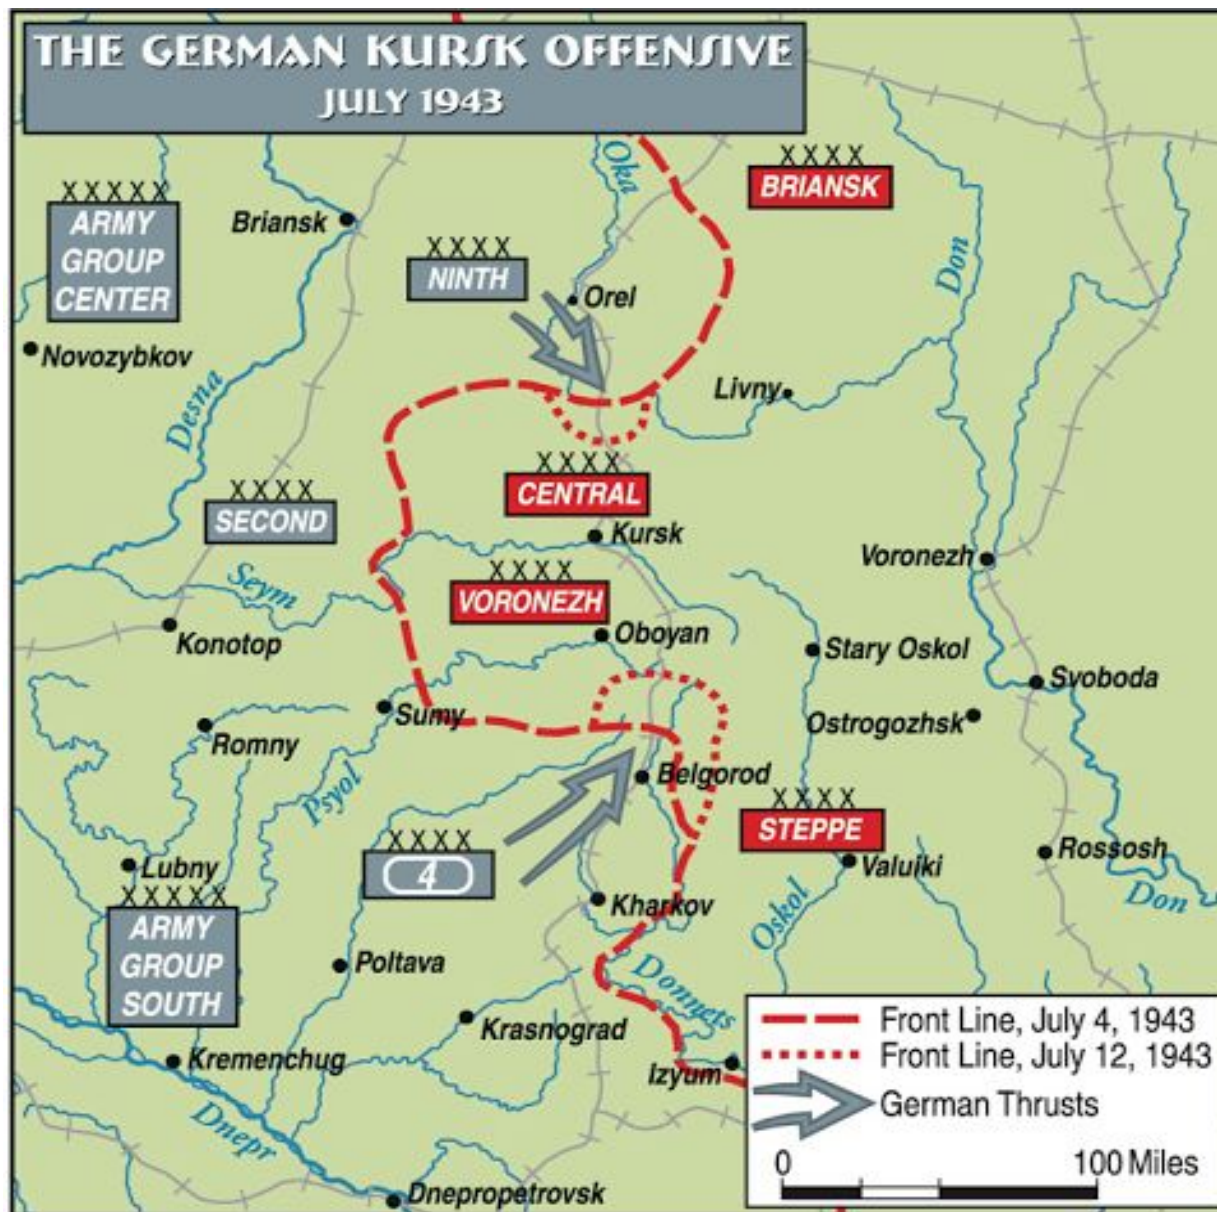 THE GERMAN KURSK OFFENSIVE
JULY 1943
Oka
XXXX
BRIANSK
XXXXX
ARMY
GROUP
CENTER
Briansk
XXXX
NINTH
Orel
Don
Novozybkov
Desna
Livny
XXXX
CENTRAL
XXXX
SECOND
Kursk
Voronezh
Seym
XXXX
VORONEZH
Konotop
Oboyan
Stary Oskol
Svoboda
Sumy
Ostrogozhsk
Romny
Psyol
Belgorod
XXXX
STEPPE
XXXX
4
Lubny
Valuiki
Rossosh
Don
XXXXX
ARMY
GROUP
SOUTH
Kharkov
Oskol
Poltava
Donnets
Krasnograd
Kremenchug
Izyum
Dnepr
Dnepropetrovsk
Front Line, July 4, 1943
Front Line, July 12, 1943
German Thrusts
0 100 Miles